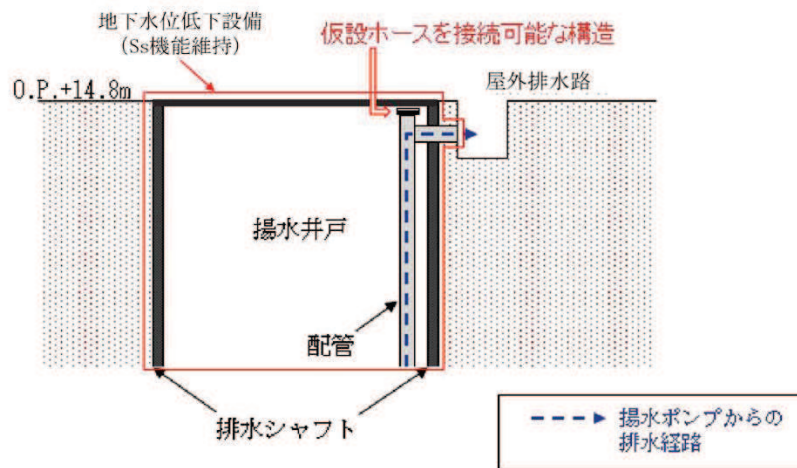 地下水位低下設備
（Ss機能維持）
仮設ホースを接続可能な構造
屋外排水路
O.P.+14.8m
揚水井戸
配管
排水シャフト
揚水ポンプからの
排水経路